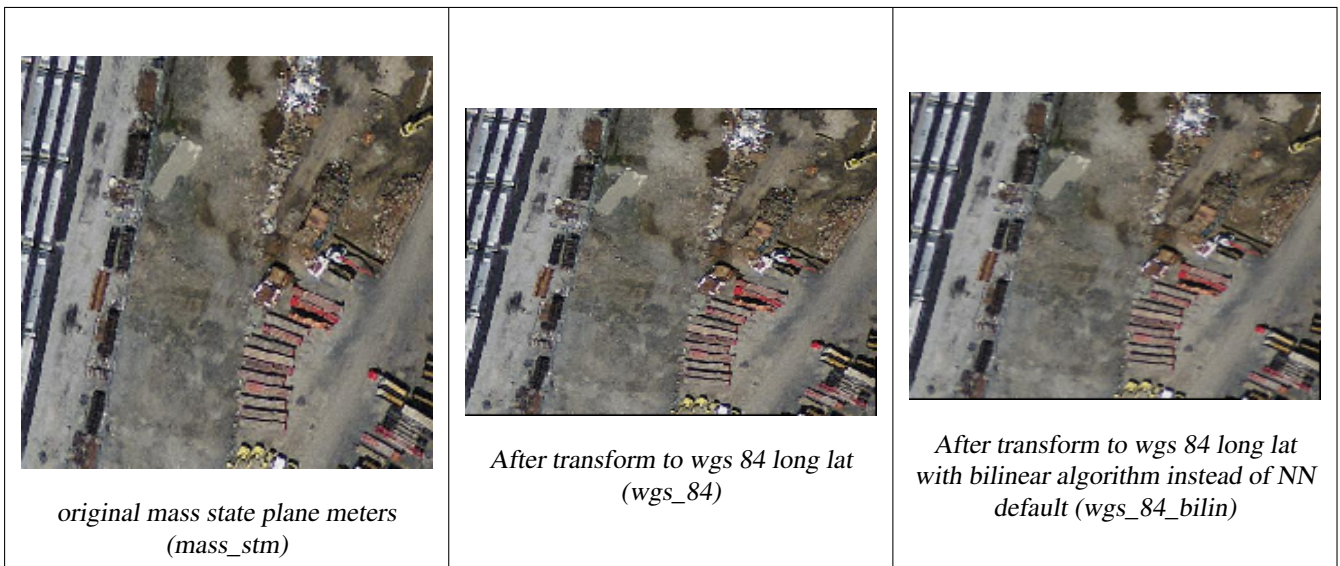 original mass state plane meters
(mass_stm)
After transform to wgs 84 long lat
(wgs_84)
After transform to wgs 84 long lat
with bilinear algorithm instead of NN
default (wgs_84_bilin)